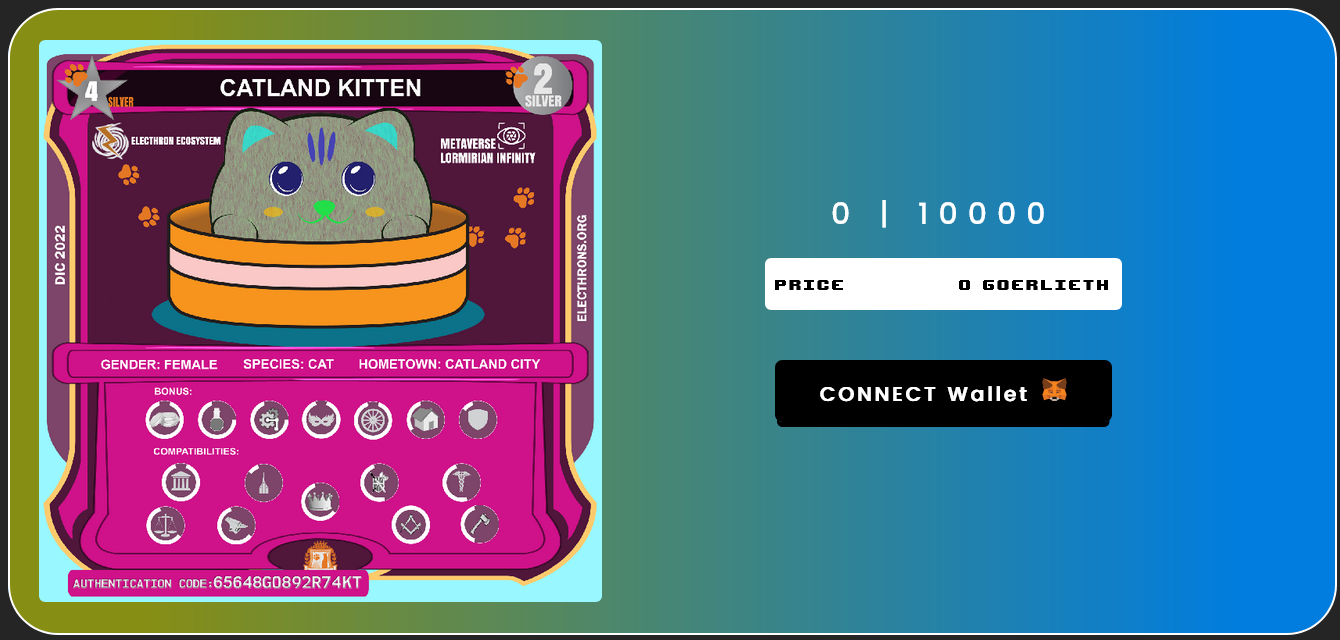 4
SILVER
CATLAND KITTEN
2
SILVER
ELECTHRON ECOSYSTEM
METAVERSE
LORMIRIAN INFINITY
DIC 2022
ELECTHRONS.ORG
GENDER: FEMALE SPECIES: CAT HOMETOWN: CATLAND CITY
BONUS:
COMPATIBILITIES:
AUTHENTICATION CODE:65648G0892R74KT
0 | 10000
PRICE 0 GOERLIETH
CONNECT Wallet